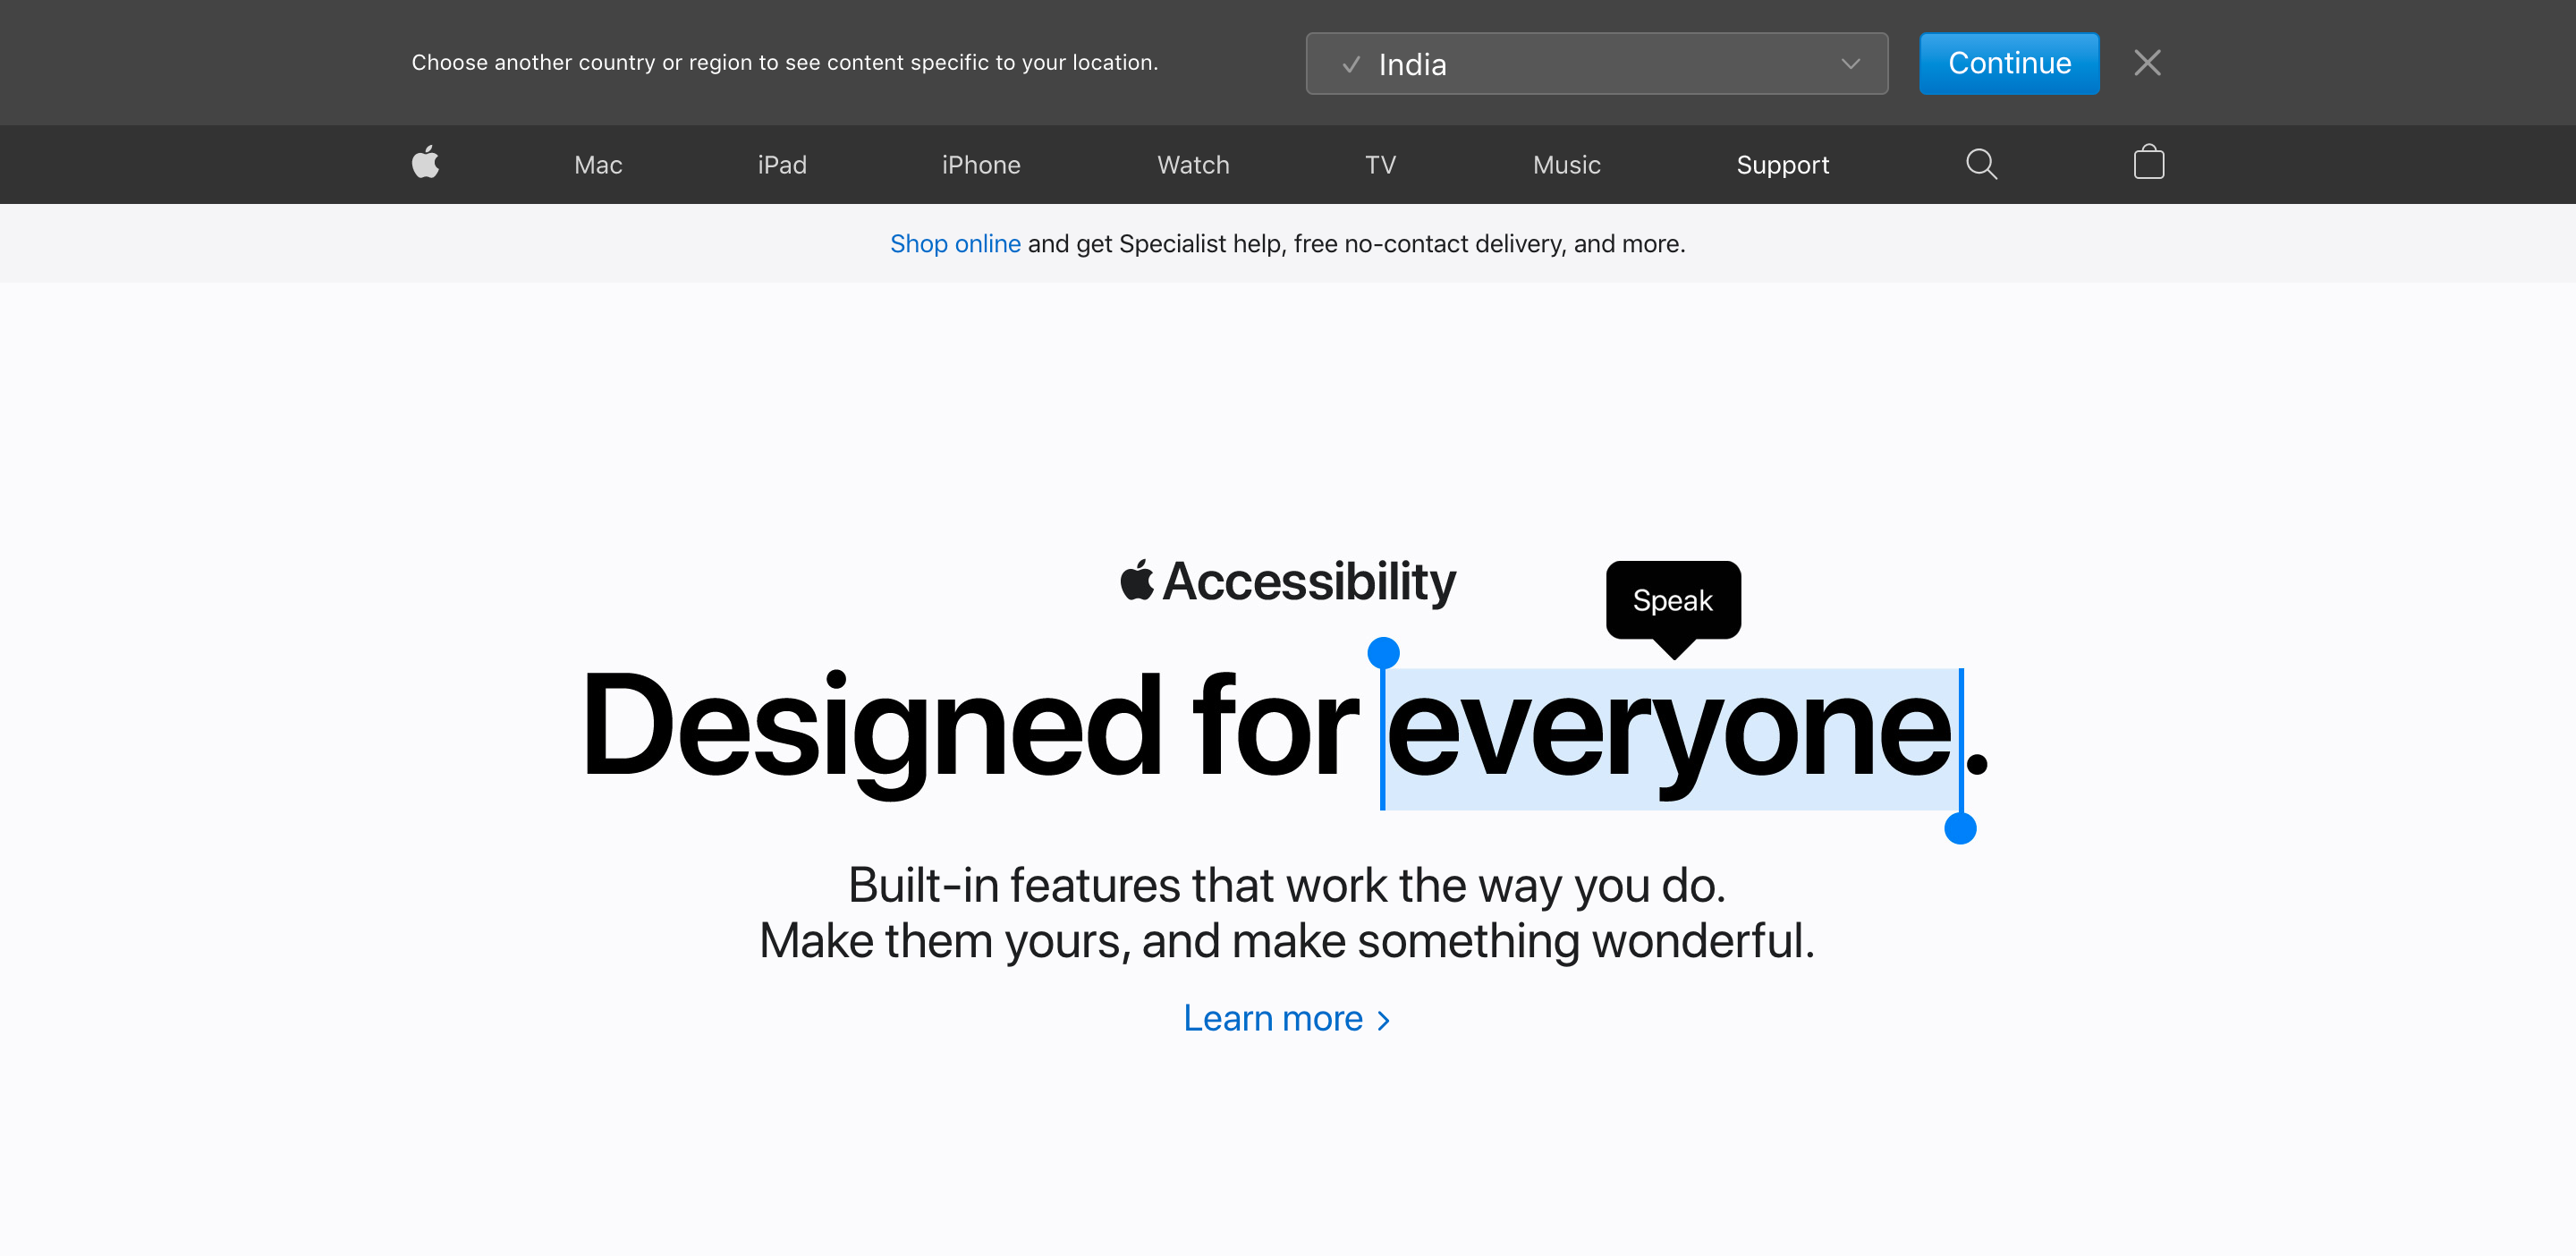 Choose another country or region to see content specific to your location.
India
Continue
Mac iPad iPhone Watch TV Music Support
Shop online and get Specialist help, free no-contact delivery, and more.
Accessibility
Speak
Designed for everyone.
Built-in features that work the way you do.
Make them yours, and make something wonderful.
Learn more >